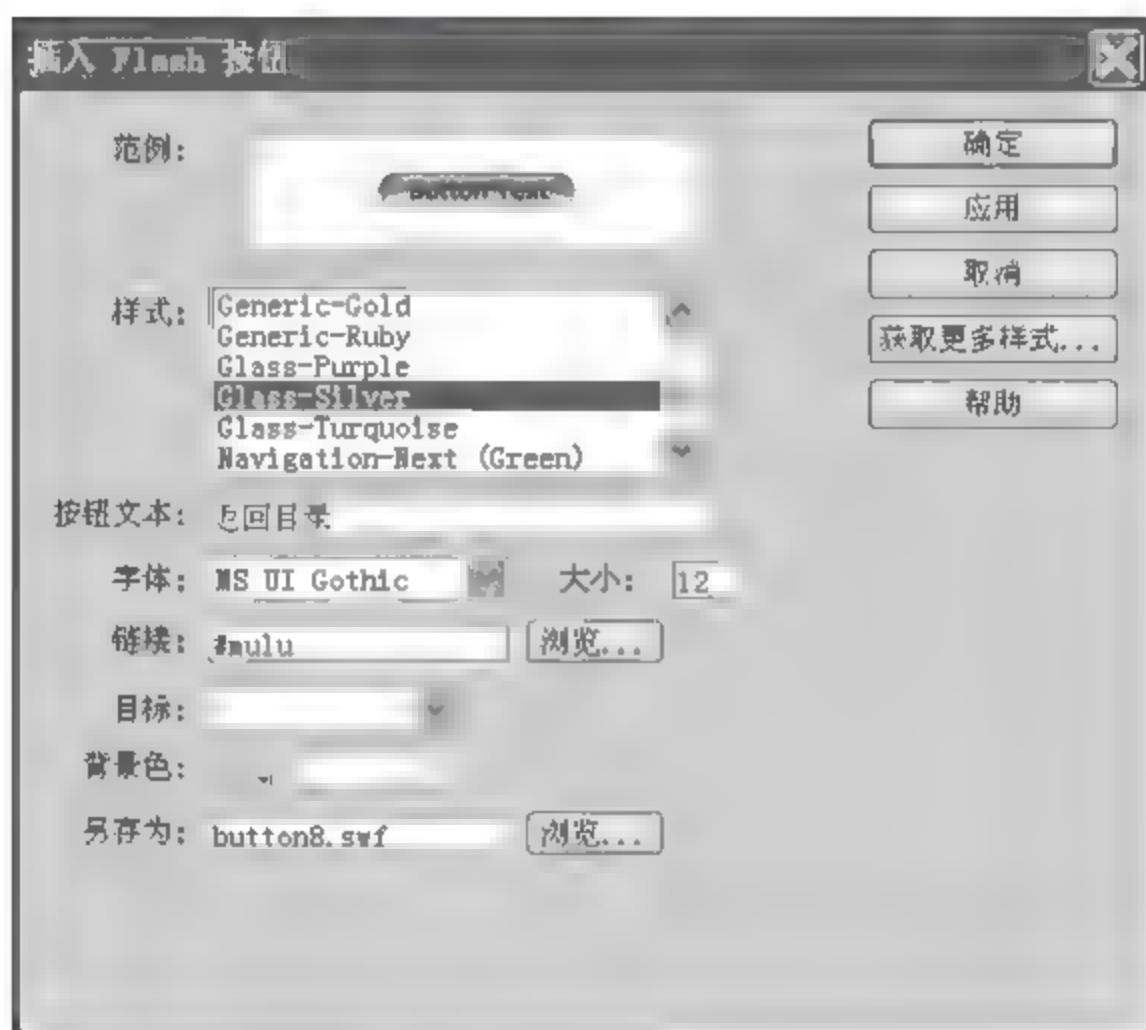 插入 Flash 按钮
范例:
Button Text
确定
应用
取消
获取更多样式...
帮助
样式:
Generic-Gold
Generic-Ruby
Glass-Purple
Glass-Silver
Glass-Turquoise
Navigation-Next (Green)
按钮文本: 返回目录
字体: MS UI Gothic 大小: 12
链接: #mulu 浏览...
目标:
背景色:
另存为: button8.swf 浏览...